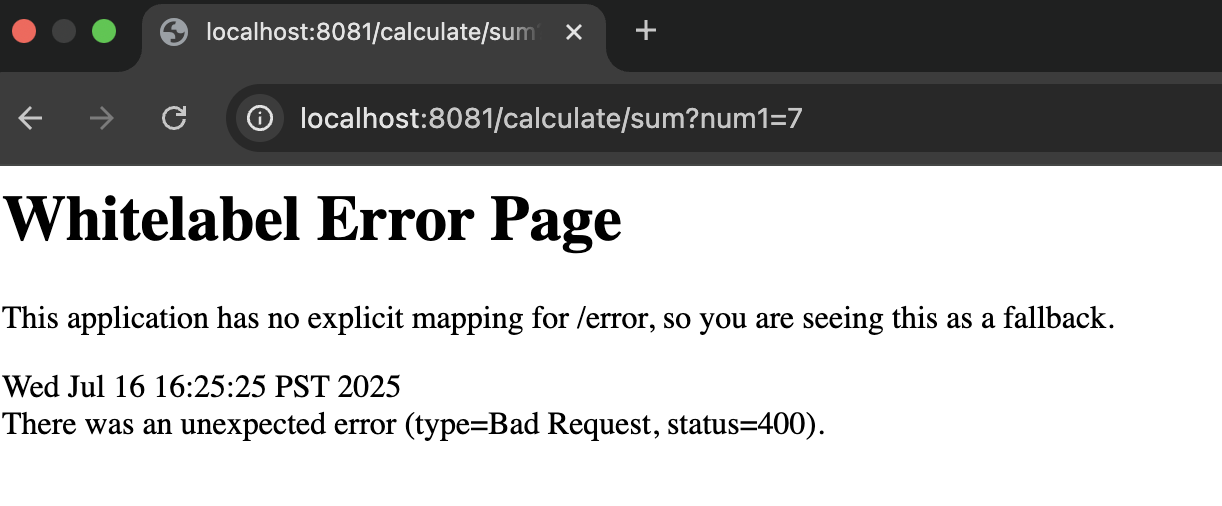 localhost:8081/calculate/sum
localhost:8081/calculate/sum?num1=7
Whitelabel Error Page
This application has no explicit mapping for /error, so you are seeing this as a fallback.
Wed Jul 16 16:25:25 PST 2025
There was an unexpected error (type=Bad Request, status=400).